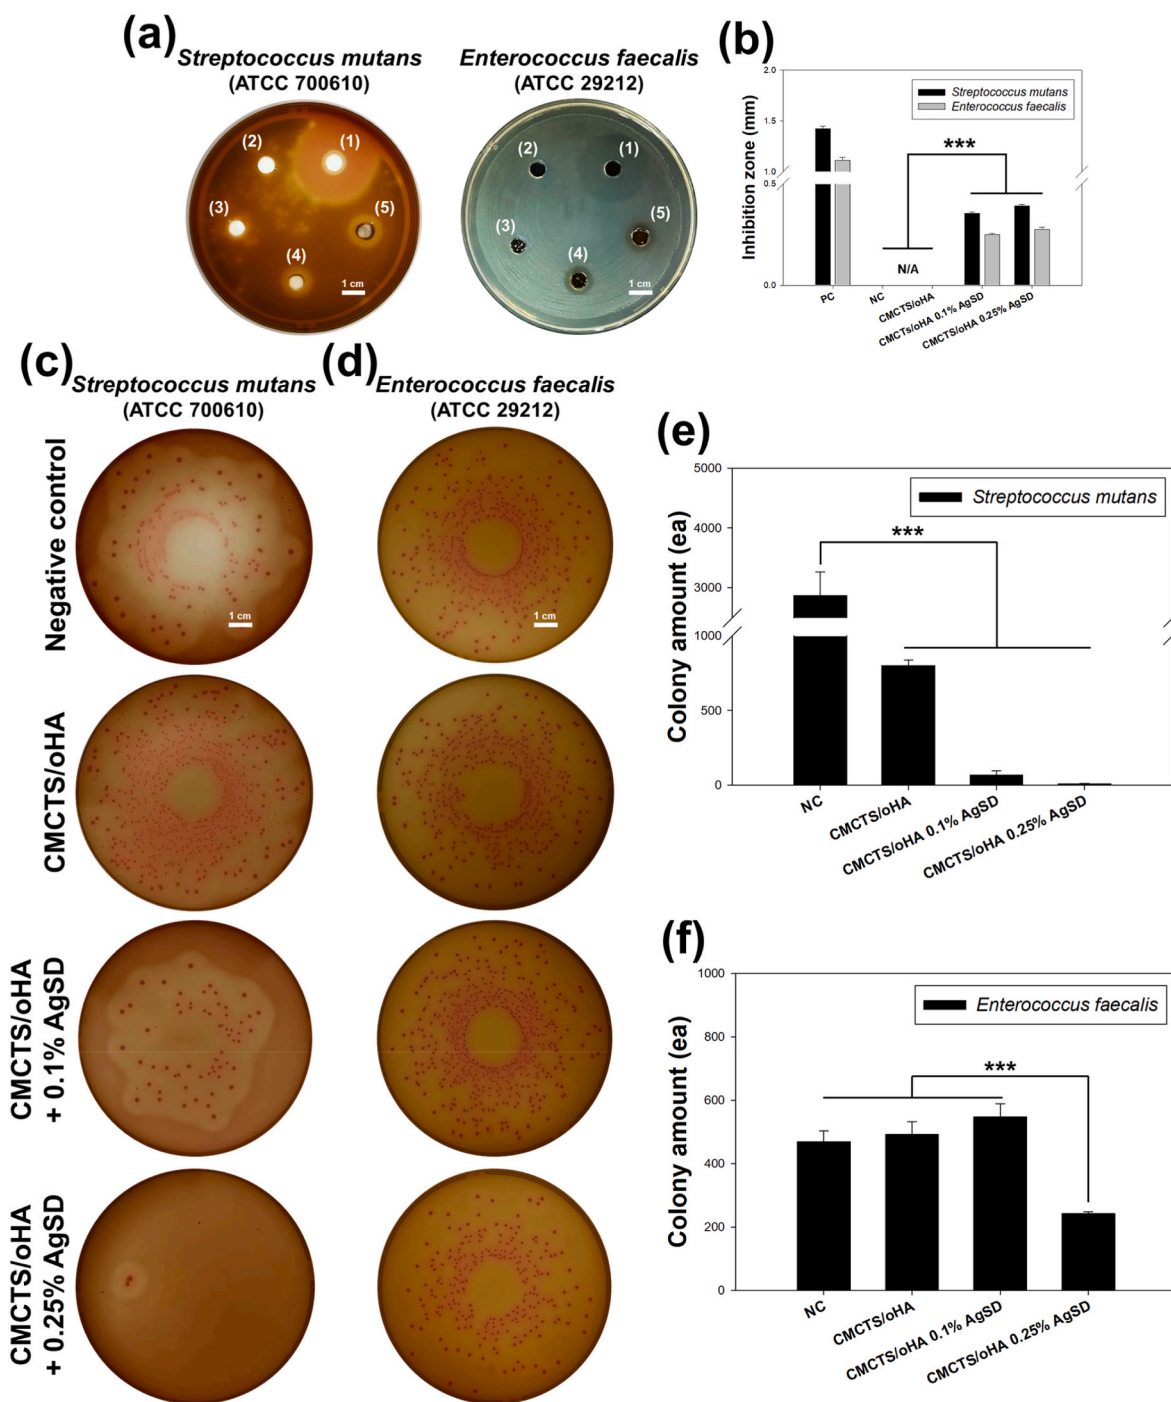 (a)
Streptococcus mutans
(ATCC 700610)
(2)
(1)
(3)
(5)
(4)
1 cm
Enterococcus faecalis
(ATCC 29212)
(2)
(1)
(3)
(5)
(4)
1 cm
(b)
Inhibition zone (mm)
2.0
1.5
1.0
0.5
0.0
Streptococcus mutans
Enterococcus faecalis
***
N/A
PC
NC
CMCTS/oHA
CMCTs/oHA 0.1% AgSD
CMCTS/oHA 0.25% AgSD
(c)
Streptococcus mutans
(ATCC 700610)
(d)
Enterococcus faecalis
(ATCC 29212)
Negative control
1 cm
1 cm
CMCTS/oHA
CMCTS/oHA
+ 0.1% AgSD
CMCTS/oHA
+ 0.25% AgSD
(e)
Colony amount (ea)
5000
4000
3000
1000
500
0
Streptococcus mutans
***
NC
CMCTS/oHA
CMCTS/oHA 0.1% AgSD
CMCTS/oHA 0.25% AgSD
(f)
Colony amount (ea)
1000
800
600
400
200
0
Enterococcus faecalis
***
NC
CMCTS/oHA
CMCTS/oHA 0.1% AgSD
CMCTS/oHA 0.25% AgSD